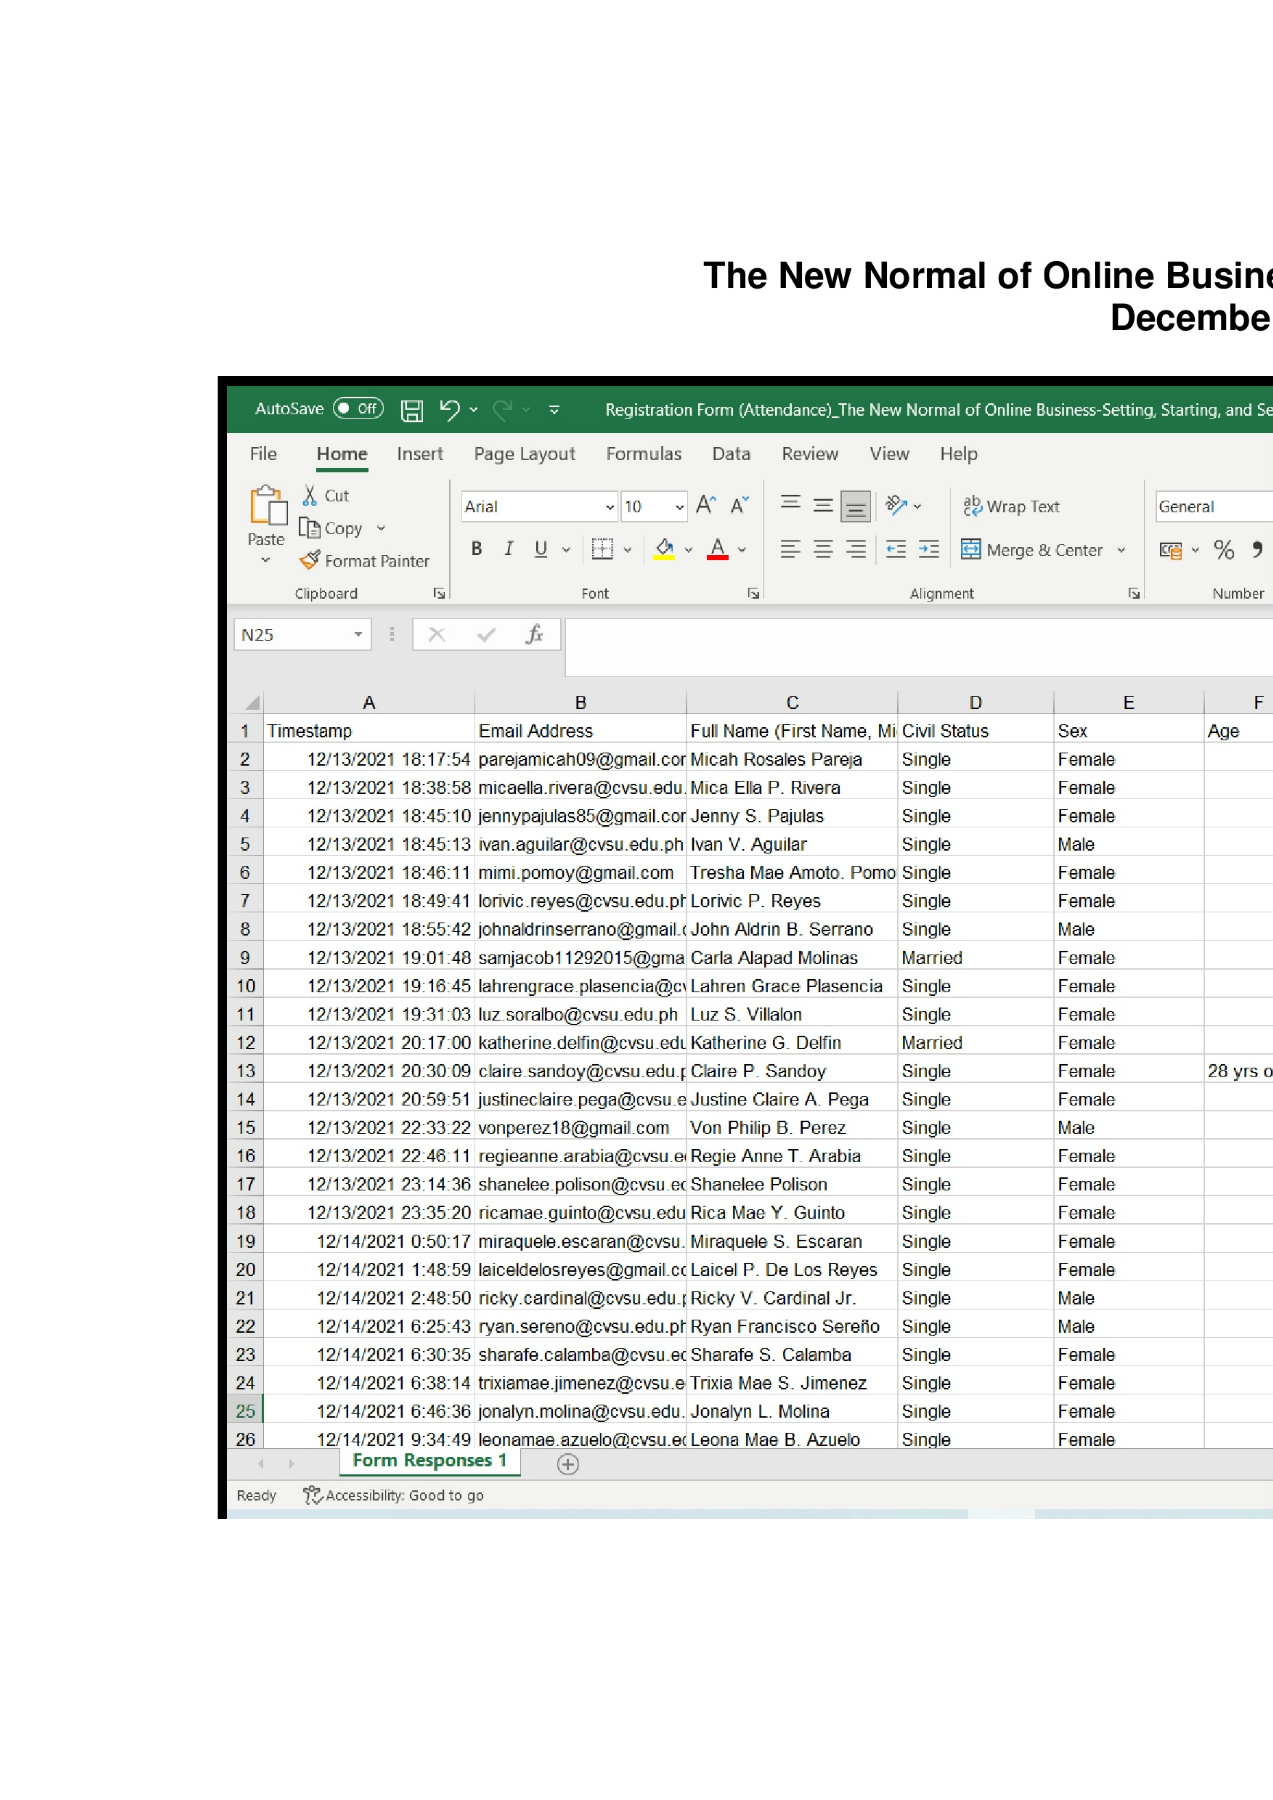 The New Normal of Online Busine
Decembe
AutoSave Off Registration Form (Attendance)_The New Normal of Online Business-Setting, Starting, and Se
File Home Insert Page Layout Formulas Data Review View Help
Cut
Copy
Paste
Format Painter
Arial 10
Wrap Text
General
B I U A
Merge & Center
% 9
Clipboard Font Alignment Number
N25 fx
A B C D E F
1 Timestamp Email Address Full Name (First Name, Mi Civil Status Sex Age
2 12/13/2021 18:17:54 parejamicah09@gmail.cor Micah Rosales Pareja Single Female
3 12/13/2021 18:38:58 micaella.rivera@cvsu.edu. Mica Ella P. Rivera Single Female
4 12/13/2021 18:45:10 jennypajulas85@gmail.cor Jenny S. Pajulas Single Female
5 12/13/2021 18:45:13 ivan.aguilar@cvsu.edu.ph Ivan V. Aguilar Single Male
6 12/13/2021 18:46:11 mimi.pomoy@gmail.com Tresha Mae Amoto. Pomo Single Female
7 12/13/2021 18:49:41 lorivic.reyes@cvsu.edu.ph Lorivic P. Reyes Single Female
8 12/13/2021 18:55:42 johnaldrinserrano@gmail.c John Aldrin B. Serrano Single Male
9 12/13/2021 19:01:48 samjacob11292015@gma Carla Alapad Molinas Married Female
10 12/13/2021 19:16:45 lahrengrace.plasencia@cv Lahren Grace Plasencia Single Female
11 12/13/2021 19:31:03 luz.soralbo@cvsu.edu.ph Luz S. Villalon Single Female
12 12/13/2021 20:17:00 katherine.delfin@cvsu.edu Katherine G. Delfin Married Female
13 12/13/2021 20:30:09 claire.sandoy@cvsu.edu.p Claire P. Sandoy Single Female 28 yrs o
14 12/13/2021 20:59:51 justineclaire.pega@cvsu.e Justine Claire A. Pega Single Female
15 12/13/2021 22:33:22 vonperez18@gmail.com Von Philip B. Perez Single Male
16 12/13/2021 22:46:11 regieanne.arabia@cvsu.e Regie Anne T. Arabia Single Female
17 12/13/2021 23:14:36 shanelee.polison@cvsu.ed Shanelee Polison Single Female
18 12/13/2021 23:35:20 ricamae.guinto@cvsu.edu Rica Mae Y. Guinto Single Female
19 12/14/2021 0:50:17 miraquele.escaran@cvsu. Miraquele S. Escaran Single Female
20 12/14/2021 1:48:59 laiceldelosreyes@gmail.co Laicel P. De Los Reyes Single Female
21 12/14/2021 2:48:50 ricky.cardinal@cvsu.edu.p Ricky V. Cardinal Jr. Single Male
22 12/14/2021 6:25:43 ryan.sereno@cvsu.edu.ph Ryan Francisco Sereño Single Male
23 12/14/2021 6:30:35 sharafe.calamba@cvsu.ed Sharafe S. Calamba Single Female
24 12/14/2021 6:38:14 trixiamae.jimenez@cvsu.e Trixia Mae S. Jimenez Single Female
25 12/14/2021 6:46:36 jonalyn.molina@cvsu.edu. Jonalyn L. Molina Single Female
26 12/14/2021 9:34:49 leonamae.azuelo@cvsu.ed Leona Mae B. Azuelo Single Female
Form Responses 1
Ready Accessibility: Good to go